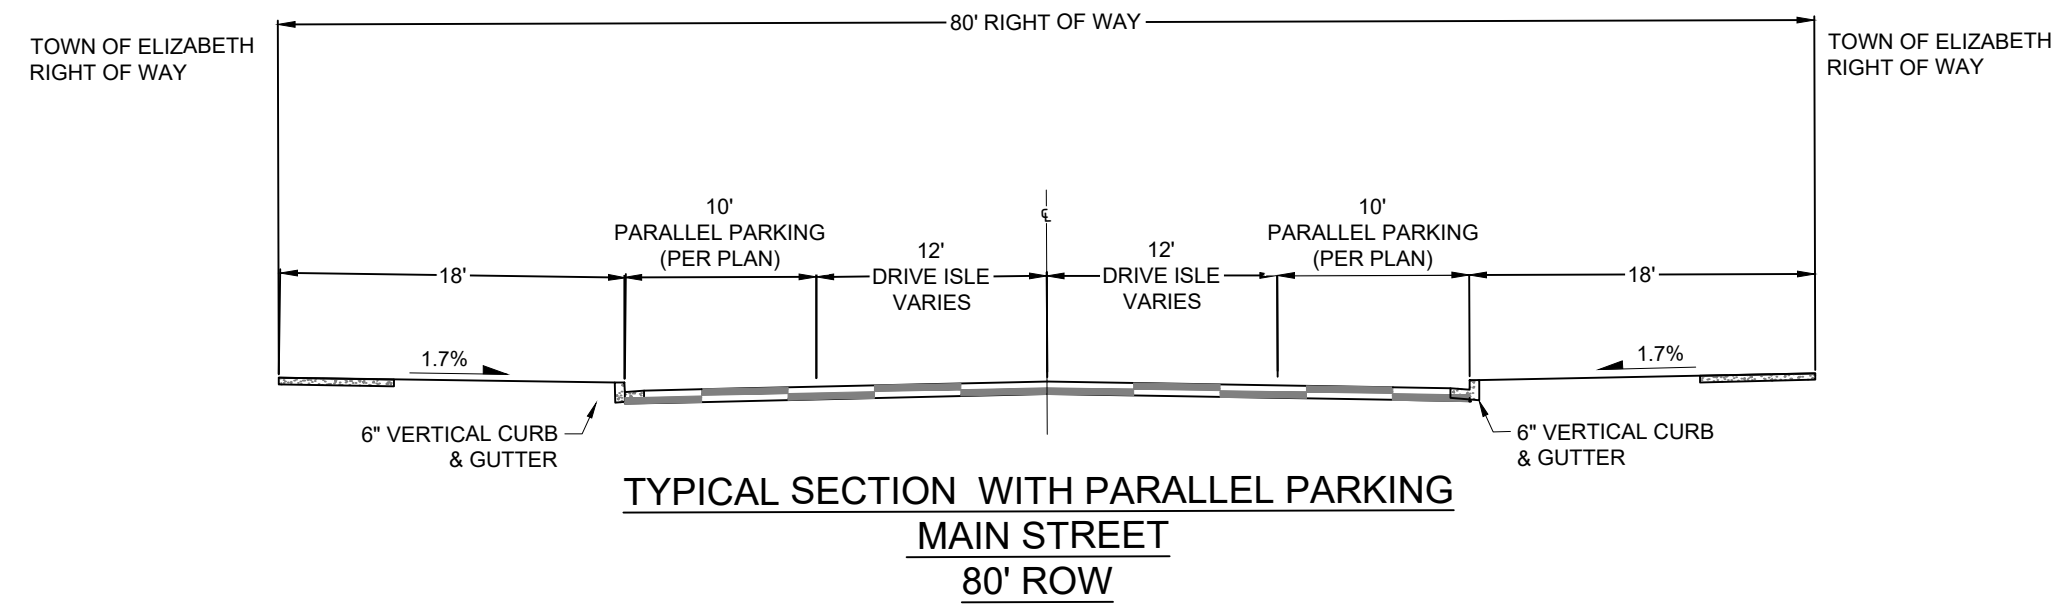 80' RIGHT OF WAY
TOWN OF ELIZABETH
RIGHT OF WAY
TOWN OF ELIZABETH
RIGHT OF WAY
18'
10'
PARALLEL PARKING
(PER PLAN)
12'
DRIVE ISLE
VARIES
℄
12'
DRIVE ISLE
VARIES
10'
PARALLEL PARKING
(PER PLAN)
18'
1.7%
1.7%
6" VERTICAL CURB
& GUTTER
6" VERTICAL CURB
& GUTTER
TYPICAL SECTION WITH PARALLEL PARKING
MAIN STREET
80' ROW